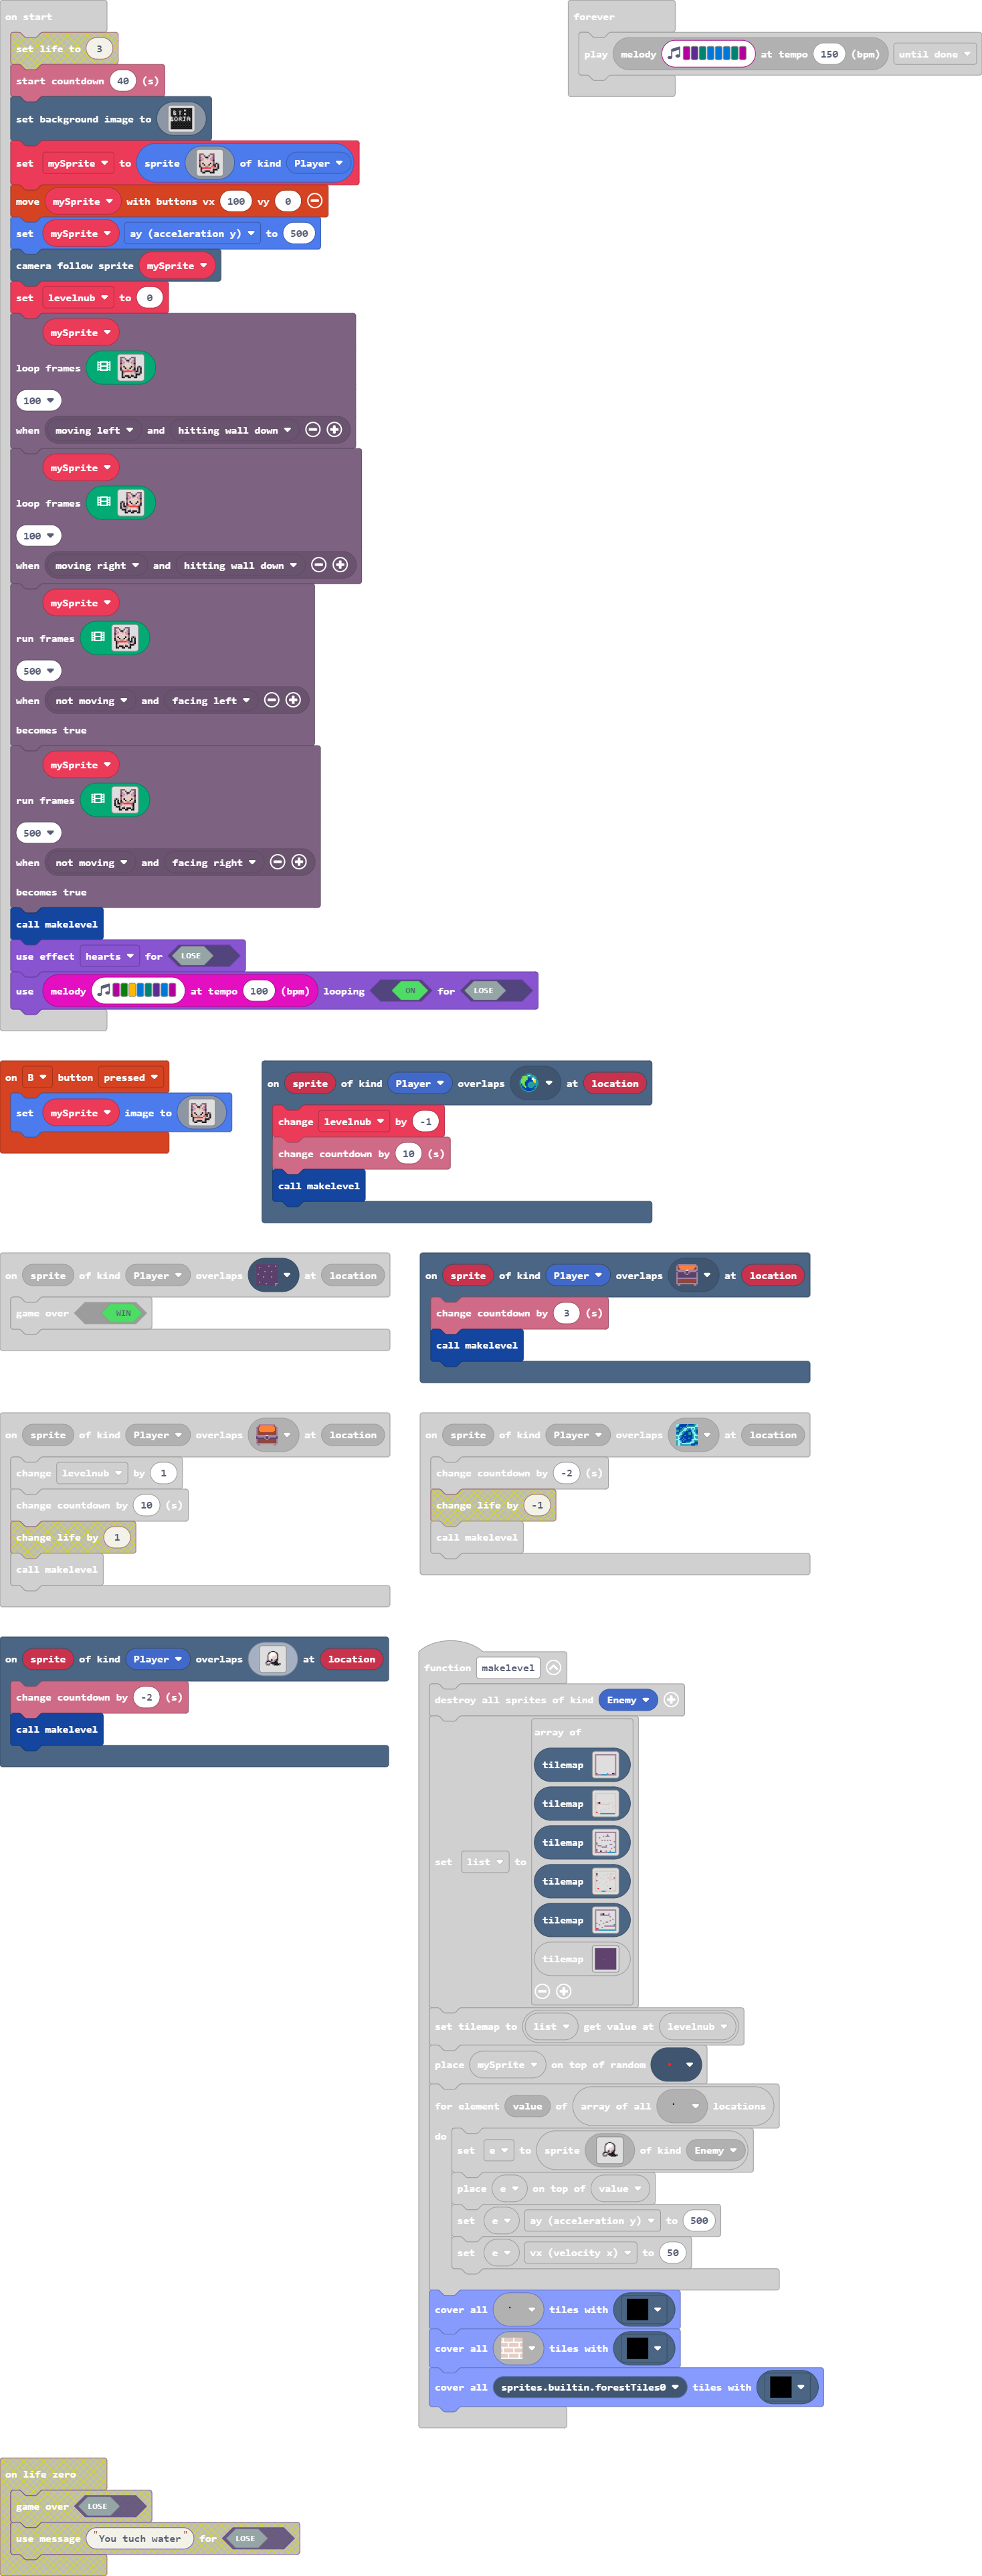 on start
set life to 3
start countdown 40 (s)
set background image to
set mySprite to sprite of kind Player
move mySprite with buttons vx 100 vy 0
set mySprite ay (acceleration y) to 500
camera follow sprite mySprite
set levelnub to 0
mySprite
loop frames
100
when moving left and hitting wall down
mySprite
loop frames
100
when moving right and hitting wall down
mySprite
run frames
500
when not moving and facing left
becomes true
mySprite
run frames
500
when not moving and facing right
becomes true
call makelevel
use effect hearts for LOSE
use melody at tempo 100 (bpm) looping ON for LOSE
forever
play melody at tempo 150 (bpm) until done
on B button pressed
set mySprite image to
on sprite of kind Player overlaps at location
change levelnub by -1
change countdown by 10 (s)
call makelevel
on sprite of kind Player overlaps at location
game over WIN
on sprite of kind Player overlaps at location
change countdown by 3 (s)
call makelevel
on sprite of kind Player overlaps at location
change levelnub by 1
change countdown by 10 (s)
change life by 1
call makelevel
on sprite of kind Player overlaps at location
change countdown by -2 (s)
change life by -1
call makelevel
on sprite of kind Player overlaps at location
change countdown by -2 (s)
call makelevel
function makelevel
destroy all sprites of kind Enemy
array of
tilemap
tilemap
tilemap
set list to
tilemap
tilemap
tilemap
set tilemap to list get value at levelnub
place mySprite on top of random
for element value of array of all locations
do
set e to sprite of kind Enemy
place e on top of value
set e ay (acceleration y) to 500
set e vx (velocity x) to 50
cover all tiles with
cover all tiles with
cover all sprites.builtin.forestTiles0 tiles with
on life zero
game over LOSE
use message "You tuch water" for LOSE